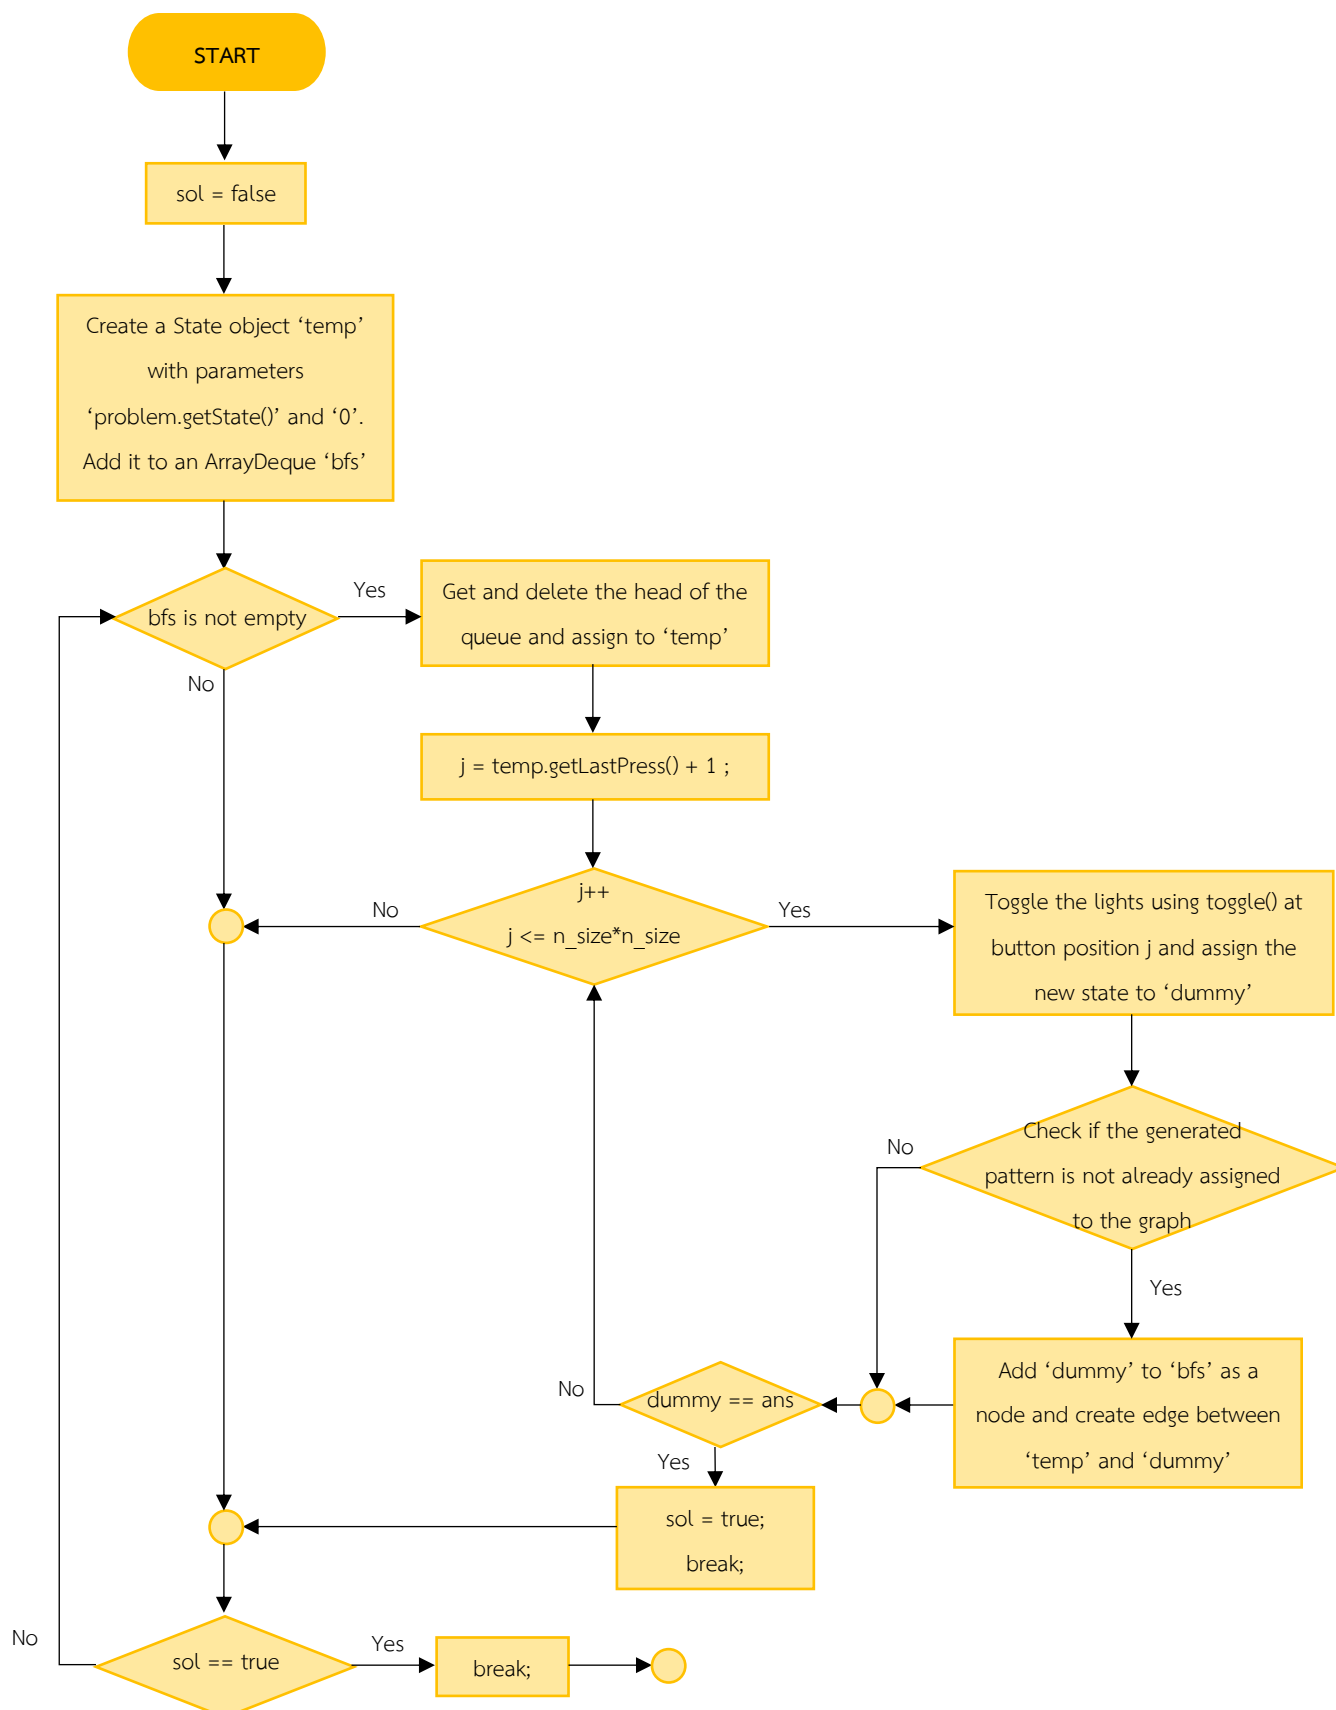 START
sol = false
Create a State object ‘temp’
with parameters
‘problem.getState()’ and ‘0’.
Add it to an ArrayDeque ‘bfs’
bfs is not empty
Yes
No
Get and delete the head of the
queue and assign to ‘temp’
j = temp.getLastPress() + 1 ;
j++
j <= n_size*n_size
No
Yes
Toggle the lights using toggle() at
button position j and assign the
new state to ‘dummy’
Check if the generated
pattern is not already assigned
to the graph
No
Yes
Add ‘dummy’ to ‘bfs’ as a
node and create edge between
‘temp’ and ‘dummy’
dummy == ans
No
Yes
sol = true;
break;
sol == true
No
Yes
break;